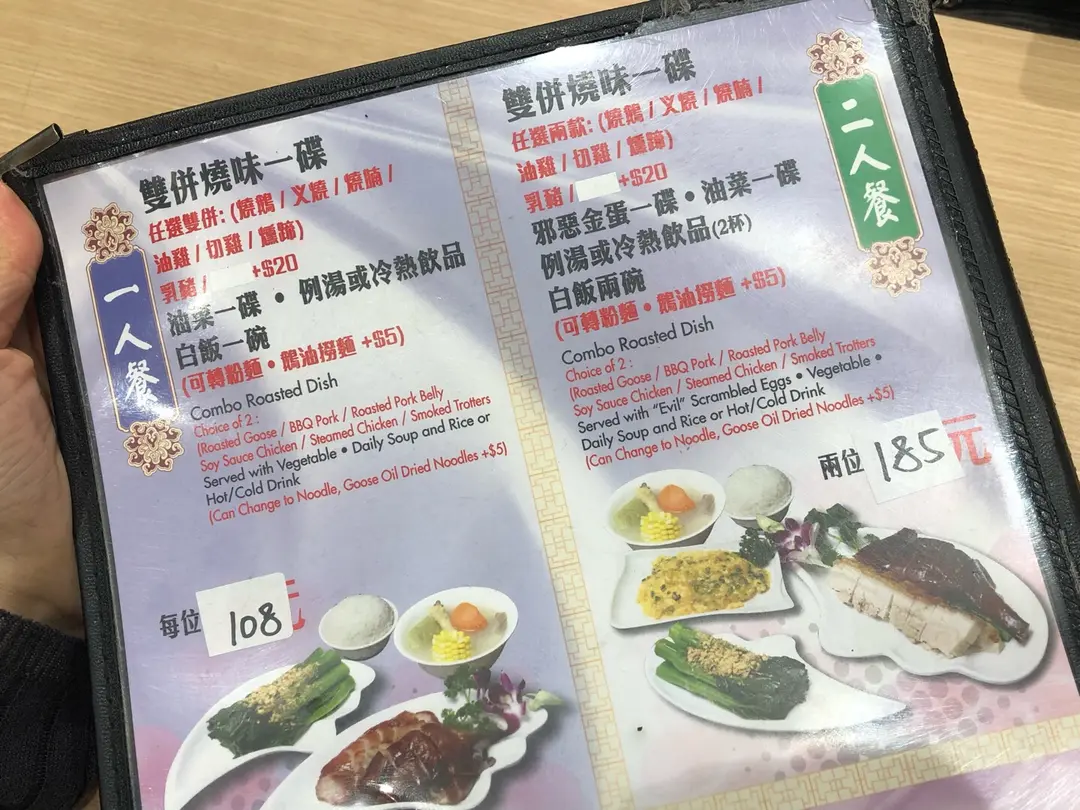 一人餐
雙併燒味一碟
任選雙併: (燒鵝 / 叉燒 / 燒腩 /
油雞 / 切雞 / 燻蹄)
乳豬 / +$20
油菜一碟 • 例湯或冷熱飲品
白飯一碗
(可轉粉麵 • 鵝油撈麵 +$5)
Combo Roasted Dish
Choice of 2 :
(Roasted Goose / BBQ Pork / Roasted Pork Belly
Soy Sauce Chicken / Steamed Chicken / Smoked Trotters
Served with Vegetable • Daily Soup and Rice or
Hot/Cold Drink
(Can Change to Noodle, Goose Oil Dried Noodles +$5)
每位 108 元
二人餐
雙併燒味一碟
任選兩款: (燒鵝 / 叉燒 / 燒腩 /
油雞 / 切雞 / 燻蹄)
乳豬 / +$20
邪惡金蛋一碟 • 油菜一碟
例湯或冷熱飲品(2杯)
白飯兩碗
(可轉粉麵 • 鵝油撈麵 +$5)
Combo Roasted Dish
Choice of 2 :
(Roasted Goose / BBQ Pork / Roasted Pork Belly
Soy Sauce Chicken / Steamed Chicken / Smoked Trotters
Served with "Evil" Scrambled Eggs • Vegetable •
Daily Soup and Rice or Hot/Cold Drink
(Can Change to Noodle, Goose Oil Dried Noodles +$5)
兩位 185 元